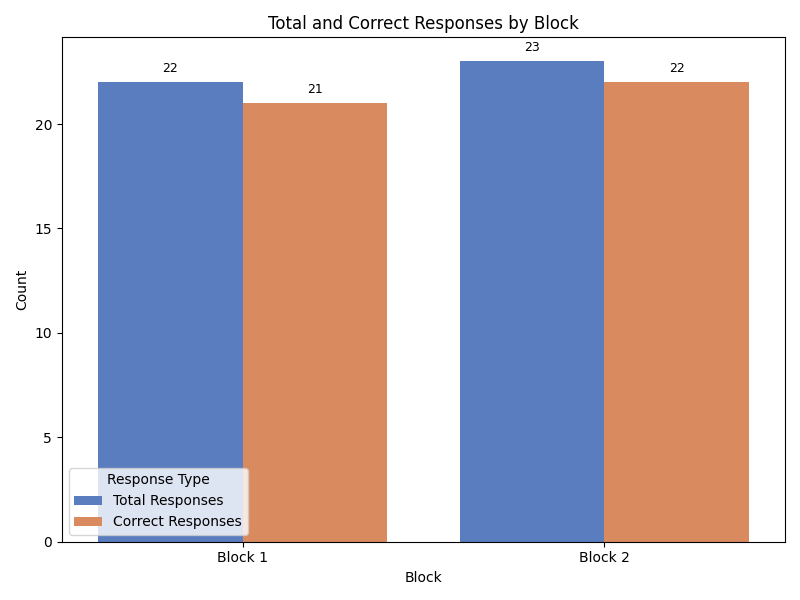 Total and Correct Responses by Block
22
21
23
22
20
15
10
5
0
Count
Response Type
Total Responses
Correct Responses
Block 1
Block 2
Block